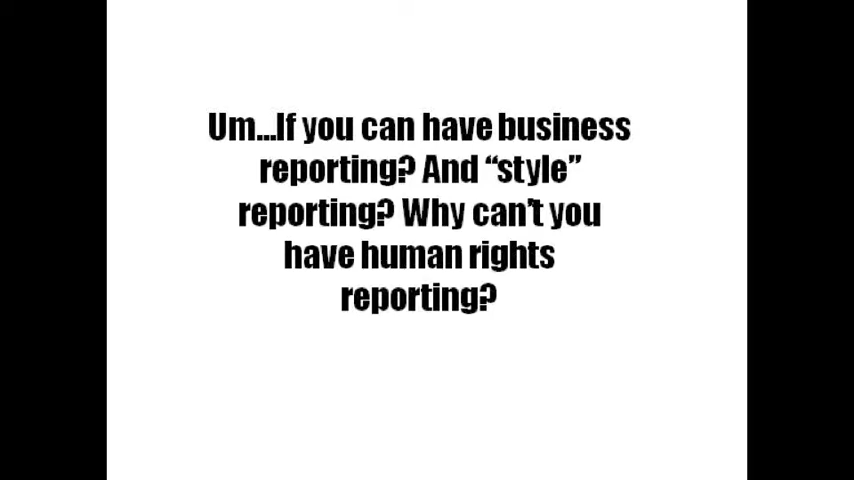 Um...If you can have business
reporting? And “style”
reporting? Why can’t you
have human rights
reporting?